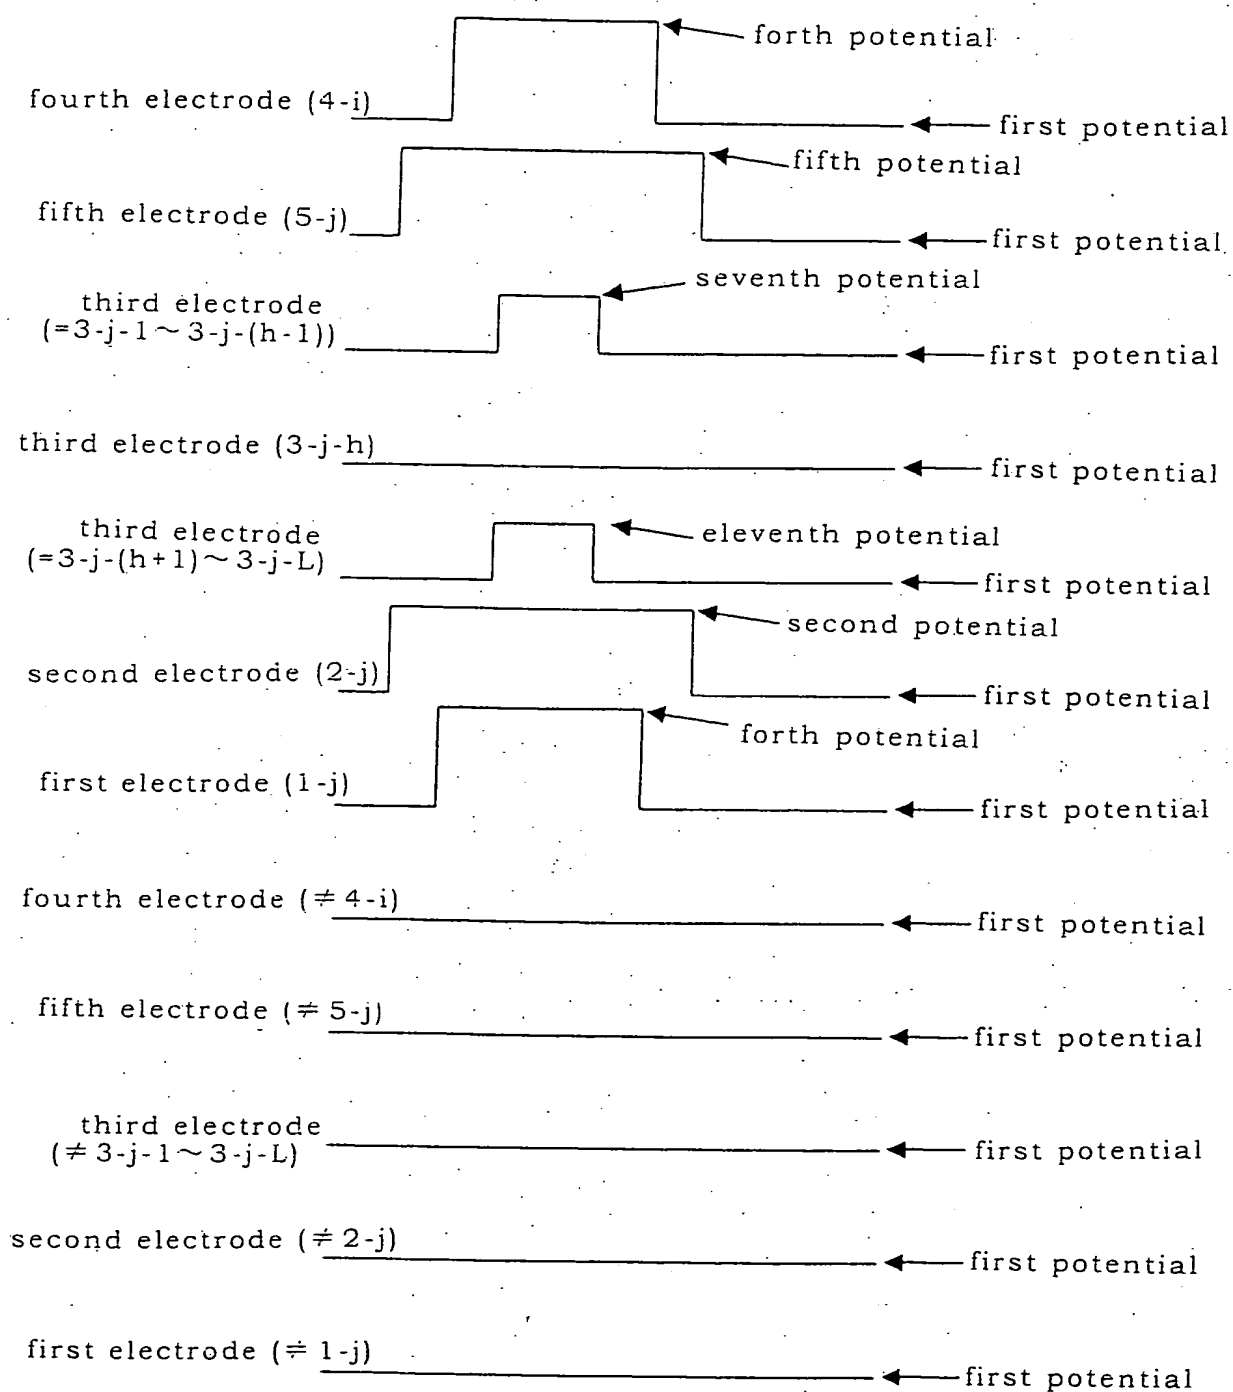 forth potential
fourth electrode (4-i)
first potential
fifth potential
fifth electrode (5-j)
first potential
seventh potential
third electrode
(=3-j-1～3-j-(h-1))
first potential
third electrode (3-j-h)
first potential
third electrode
(=3-j-(h+1)～3-j-L)
eleventh potential
first potential
second potential
second electrode (2-j)
first potential
forth potential
first electrode (1-j)
first potential
fourth electrode (≠ 4-i)
first potential
fifth electrode (≠ 5-j)
first potential
third electrode
(≠ 3-j-1～3-j-L)
first potential
second electrode (≠ 2-j)
first potential
first electrode (≠ 1-j)
first potential